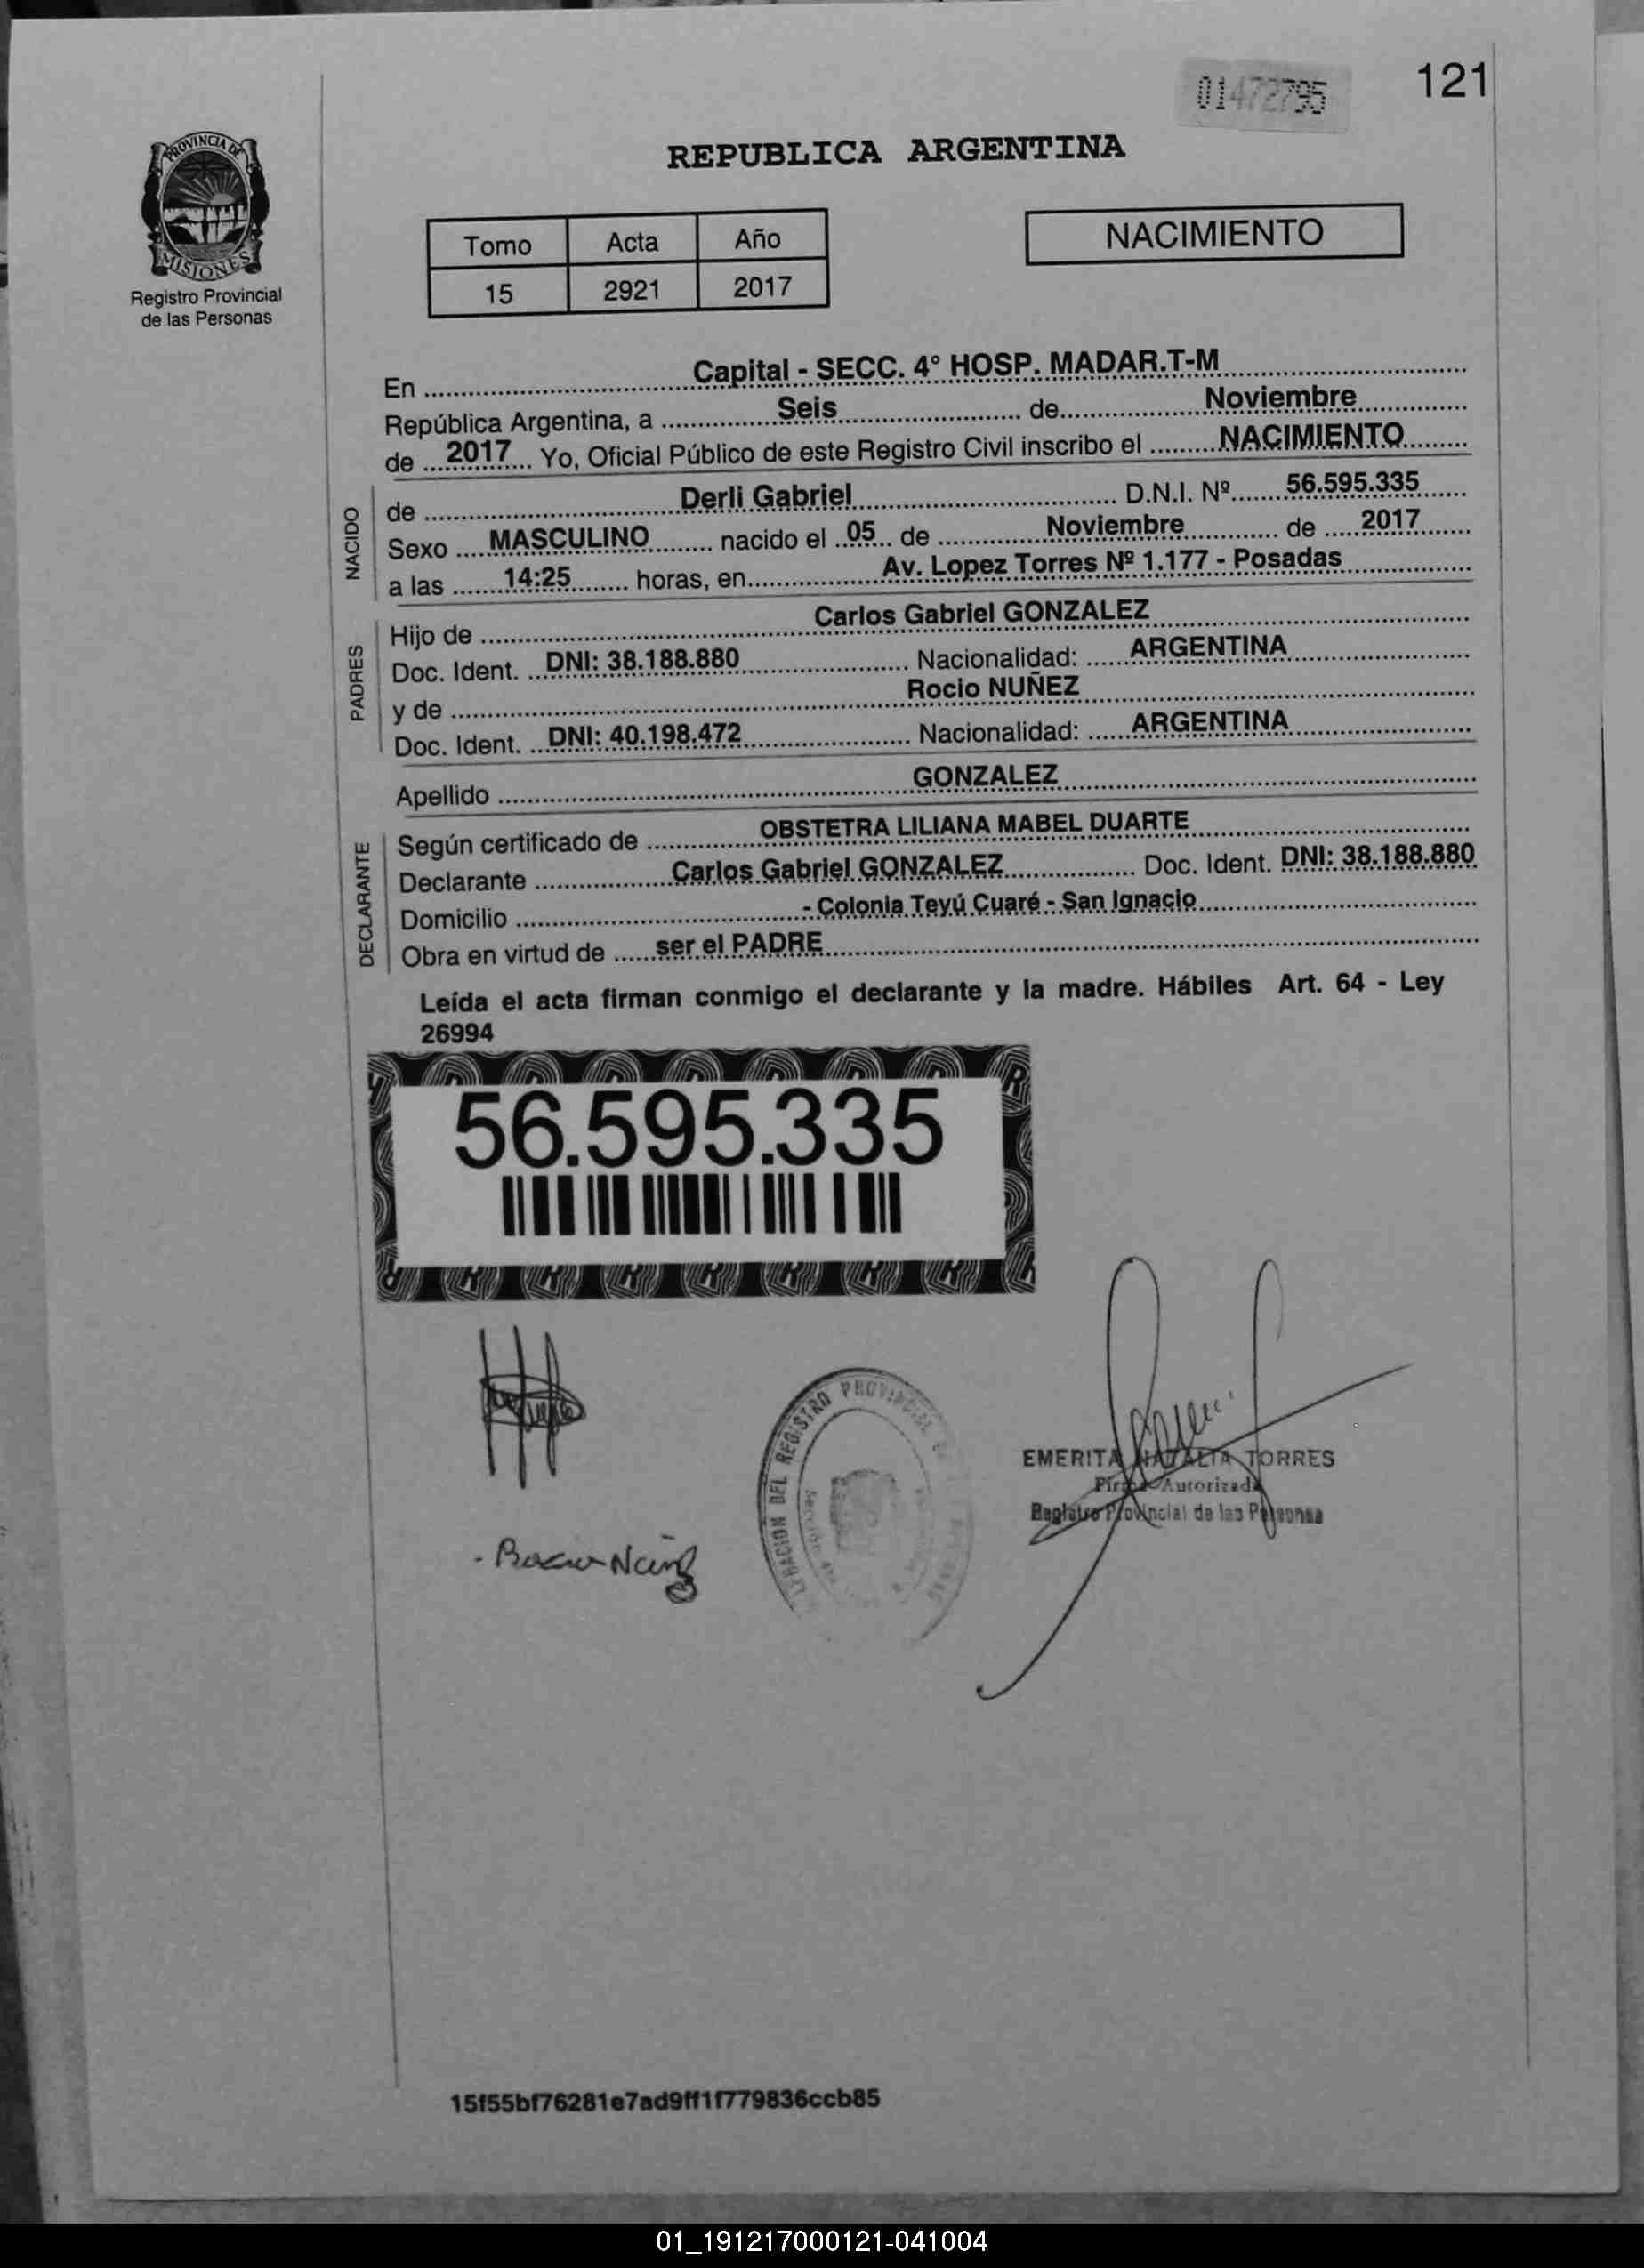 01472795
121
PROVINCIA DE
MISIONES
Registro Provincial
de las Personas
REPUBLICA ARGENTINA
Tomo Acta Año
15 2921 2017
NACIMIENTO
En Capital - SECC. 4° HOSP. MADAR.T-M
República Argentina, a Seis de Noviembre
de 2017 Yo, Oficial Público de este Registro Civil inscribo el NACIMIENTO
NACIDO
de Derli Gabriel D.N.I. Nº 56.595.335
Sexo MASCULINO nacido el 05 de Noviembre de 2017
a las 14:25 horas, en Av. Lopez Torres Nº 1.177 - Posadas
PADRES
Hijo de Carlos Gabriel GONZALEZ
Doc. Ident. DNI: 38.188.880 Nacionalidad: ARGENTINA
y de Rocio NUÑEZ
Doc. Ident. DNI: 40.198.472 Nacionalidad: ARGENTINA
Apellido GONZALEZ
DECLARANTE
Según certificado de OBSTETRA LILIANA MABEL DUARTE
Declarante Carlos Gabriel GONZALEZ Doc. Ident. DNI: 38.188.880
Domicilio - Colonia Teyú Cuaré - San Ignacio
Obra en virtud de ser el PADRE
Leída el acta firman conmigo el declarante y la madre. Hábiles Art. 64 - Ley
26994
56.595.335
DEL REGISTRO PROVINCIAL
EMERITA NATALIA TORRES
Firma Autorizada
Registro Provincial de las Personas
15f55bf76281e7ad9ff1f779836ccb85
01_191217000121-041004